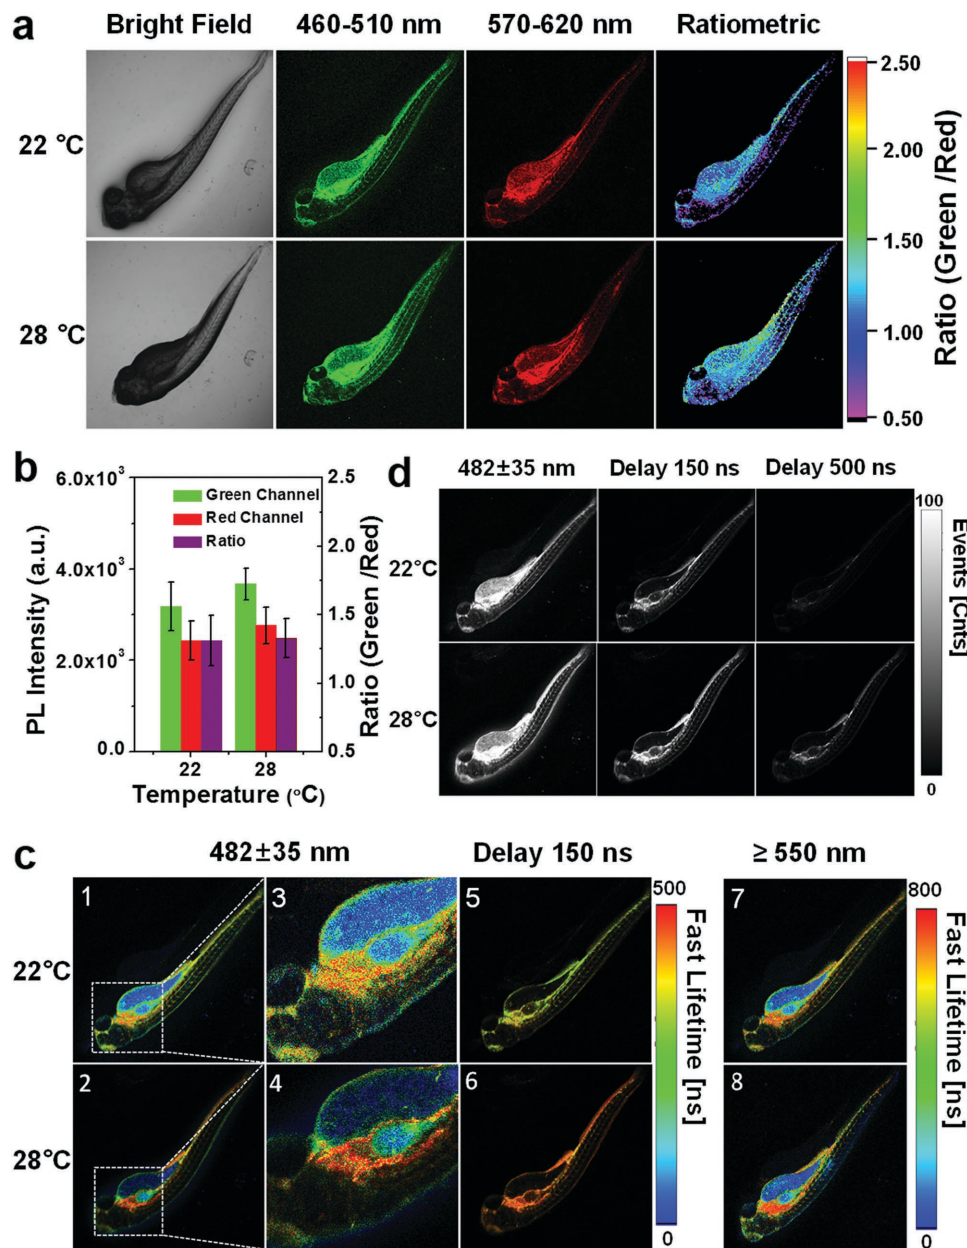 a
Bright Field 460-510 nm 570-620 nm Ratiometric
22 °C
28 °C
2.50
2.00
1.50
1.00
0.50
Ratio (Green /Red)
b
6.0x10³
4.0x10³
2.0x10³
0.0
PL Intensity (a.u.)
Green Channel
Red Channel
Ratio
2.5
2.0
1.5
1.0
0.5
Ratio (Green /Red)
22 28
Temperature (°C)
d
482±35 nm Delay 150 ns Delay 500 ns
22°C
28°C
100
0
Events [Cnts]
c
482±35 nm Delay 150 ns ≥ 550 nm
22°C
28°C
1 3 5 7
2 4 6 8
500
0
Fast Lifetime [ns]
800
0
Fast Lifetime [ns]